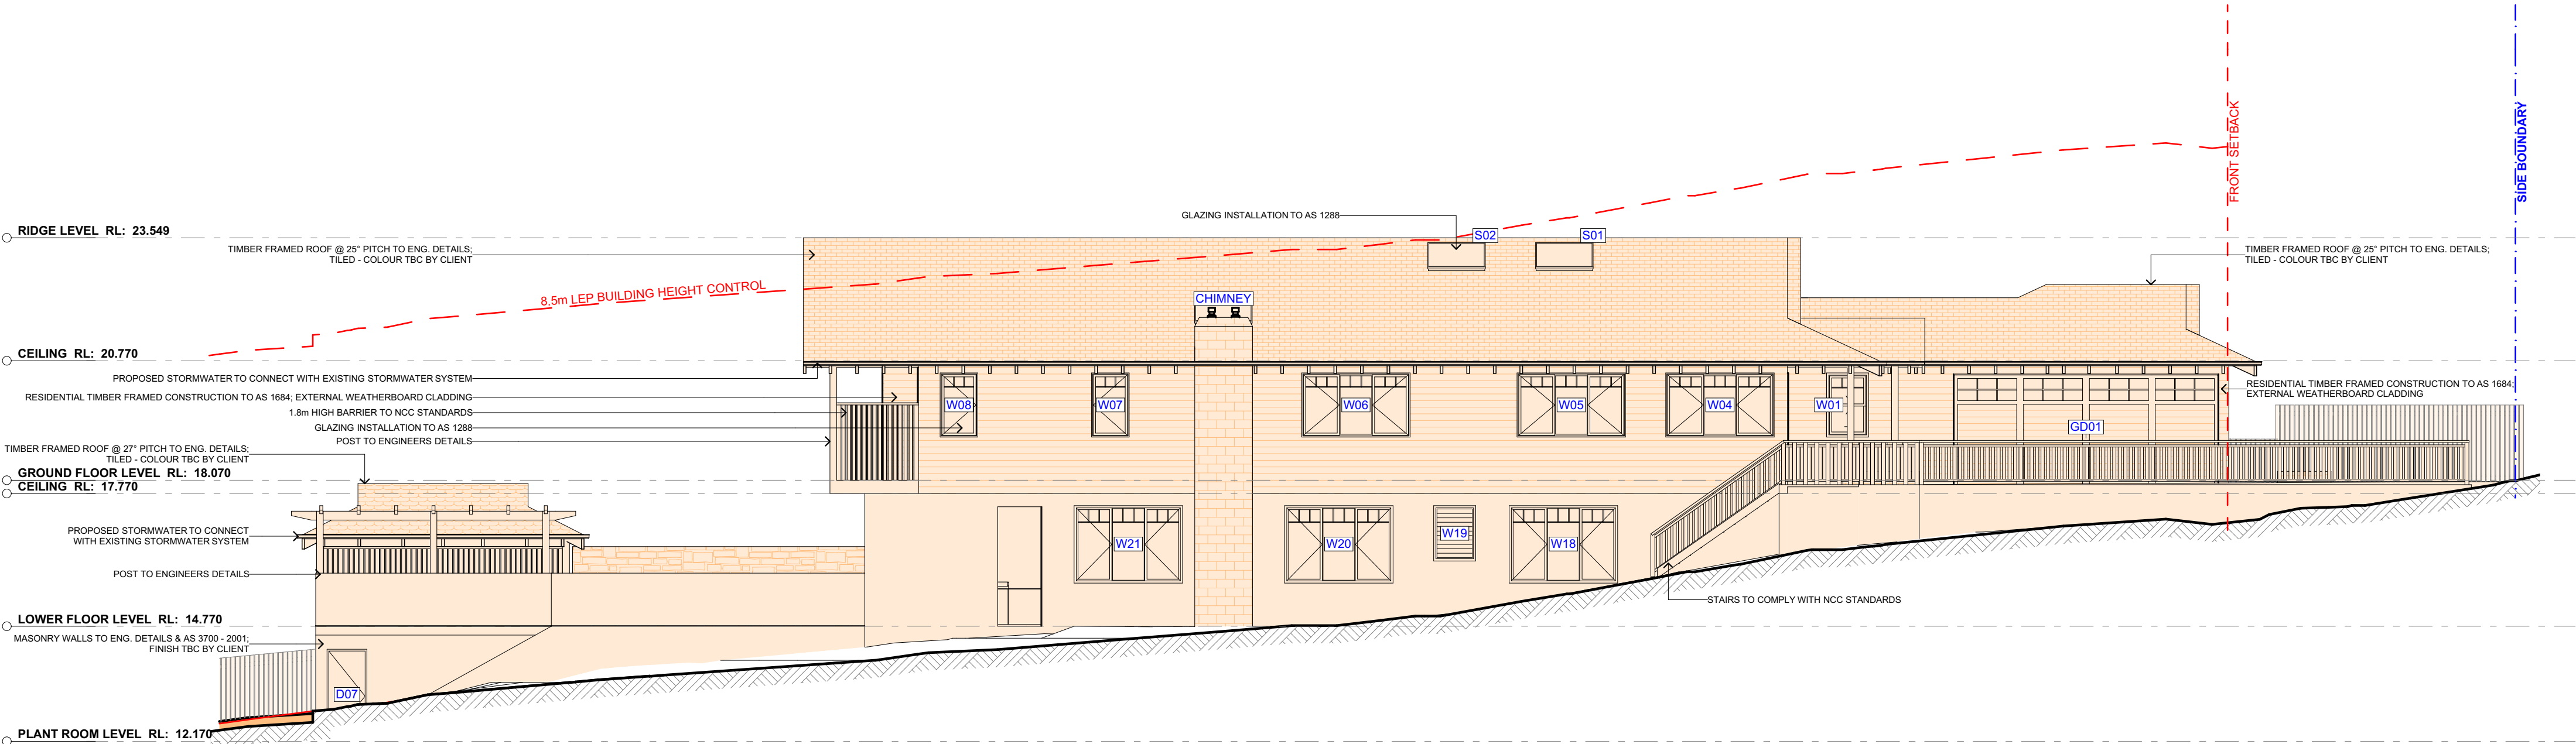 FRONT SETBACK
SIDE BOUNDARY
GLAZING INSTALLATION TO AS 1288
RIDGE LEVEL  RL:  23.549
S02
S01
TIMBER FRAMED ROOF @ 25° PITCH TO ENG. DETAILS;
TILED - COLOUR TBC BY CLIENT
TIMBER FRAMED ROOF @ 25° PITCH TO ENG. DETAILS;
TILED - COLOUR TBC BY CLIENT
8.5m LEP BUILDING HEIGHT CONTROL
CHIMNEY
CEILING  RL:  20.770
PROPOSED STORMWATER TO CONNECT WITH EXISTING STORMWATER SYSTEM
RESIDENTIAL TIMBER FRAMED CONSTRUCTION TO AS 1684; EXTERNAL WEATHERBOARD CLADDING
1.8m HIGH BARRIER TO NCC STANDARDS
GLAZING INSTALLATION TO AS 1288
POST TO ENGINEERS DETAILS
W08
W07
W06
W05
W04
W01
GD01
RESIDENTIAL TIMBER FRAMED CONSTRUCTION TO AS 1684;
EXTERNAL WEATHERBOARD CLADDING
TIMBER FRAMED ROOF @ 27° PITCH TO ENG. DETAILS;
TILED - COLOUR TBC BY CLIENT
GROUND FLOOR LEVEL  RL:  18.070
CEILING  RL:  17.770
PROPOSED STORMWATER TO CONNECT
WITH EXISTING STORMWATER SYSTEM
W21
W20
W19
W18
POST TO ENGINEERS DETAILS
STAIRS TO COMPLY WITH NCC STANDARDS
LOWER FLOOR LEVEL  RL:  14.770
MASONRY WALLS TO ENG. DETAILS & AS 3700 - 2001;
FINISH TBC BY CLIENT
D07
PLANT ROOM LEVEL  RL:  12.170